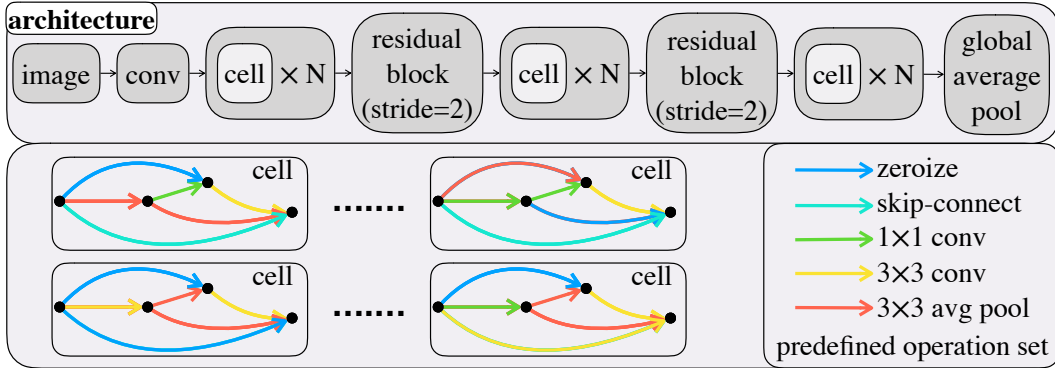 architecture
image
conv
cell × N
residual
block
(stride=2)
cell × N
residual
block
(stride=2)
cell × N
global
average
pool
cell
.......
cell
cell
.......
cell
zeroize
skip-connect
1×1 conv
3×3 conv
3×3 avg pool
predefined operation set